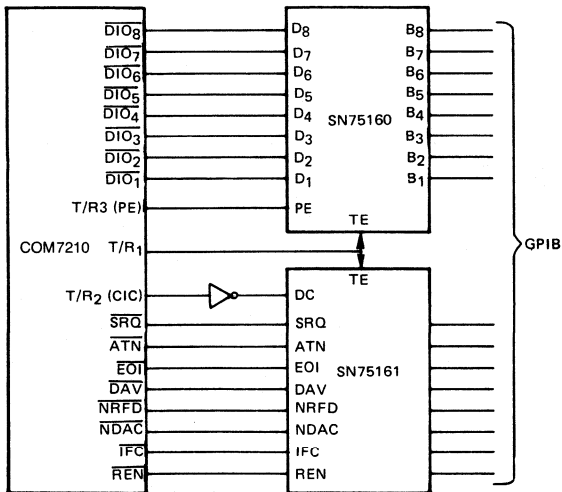 DIO8 D8 B8
DIO7 D7 B7
DIO6 D6 B6
DIO5 D5 B5
DIO4 D4 SN75160 B4
DIO3 D3 B3
DIO2 D2 B2
DIO1 D1 B1
T/R3 (PE) PE
TE
COM7210 T/R1 GPIB
TE
T/R2 (CIC) DC
SRQ SRQ
ATN ATN
EOI EOI SN75161
DAV DAV
NRFD NRFD
NDAC NDAC
IFC IFC
REN REN